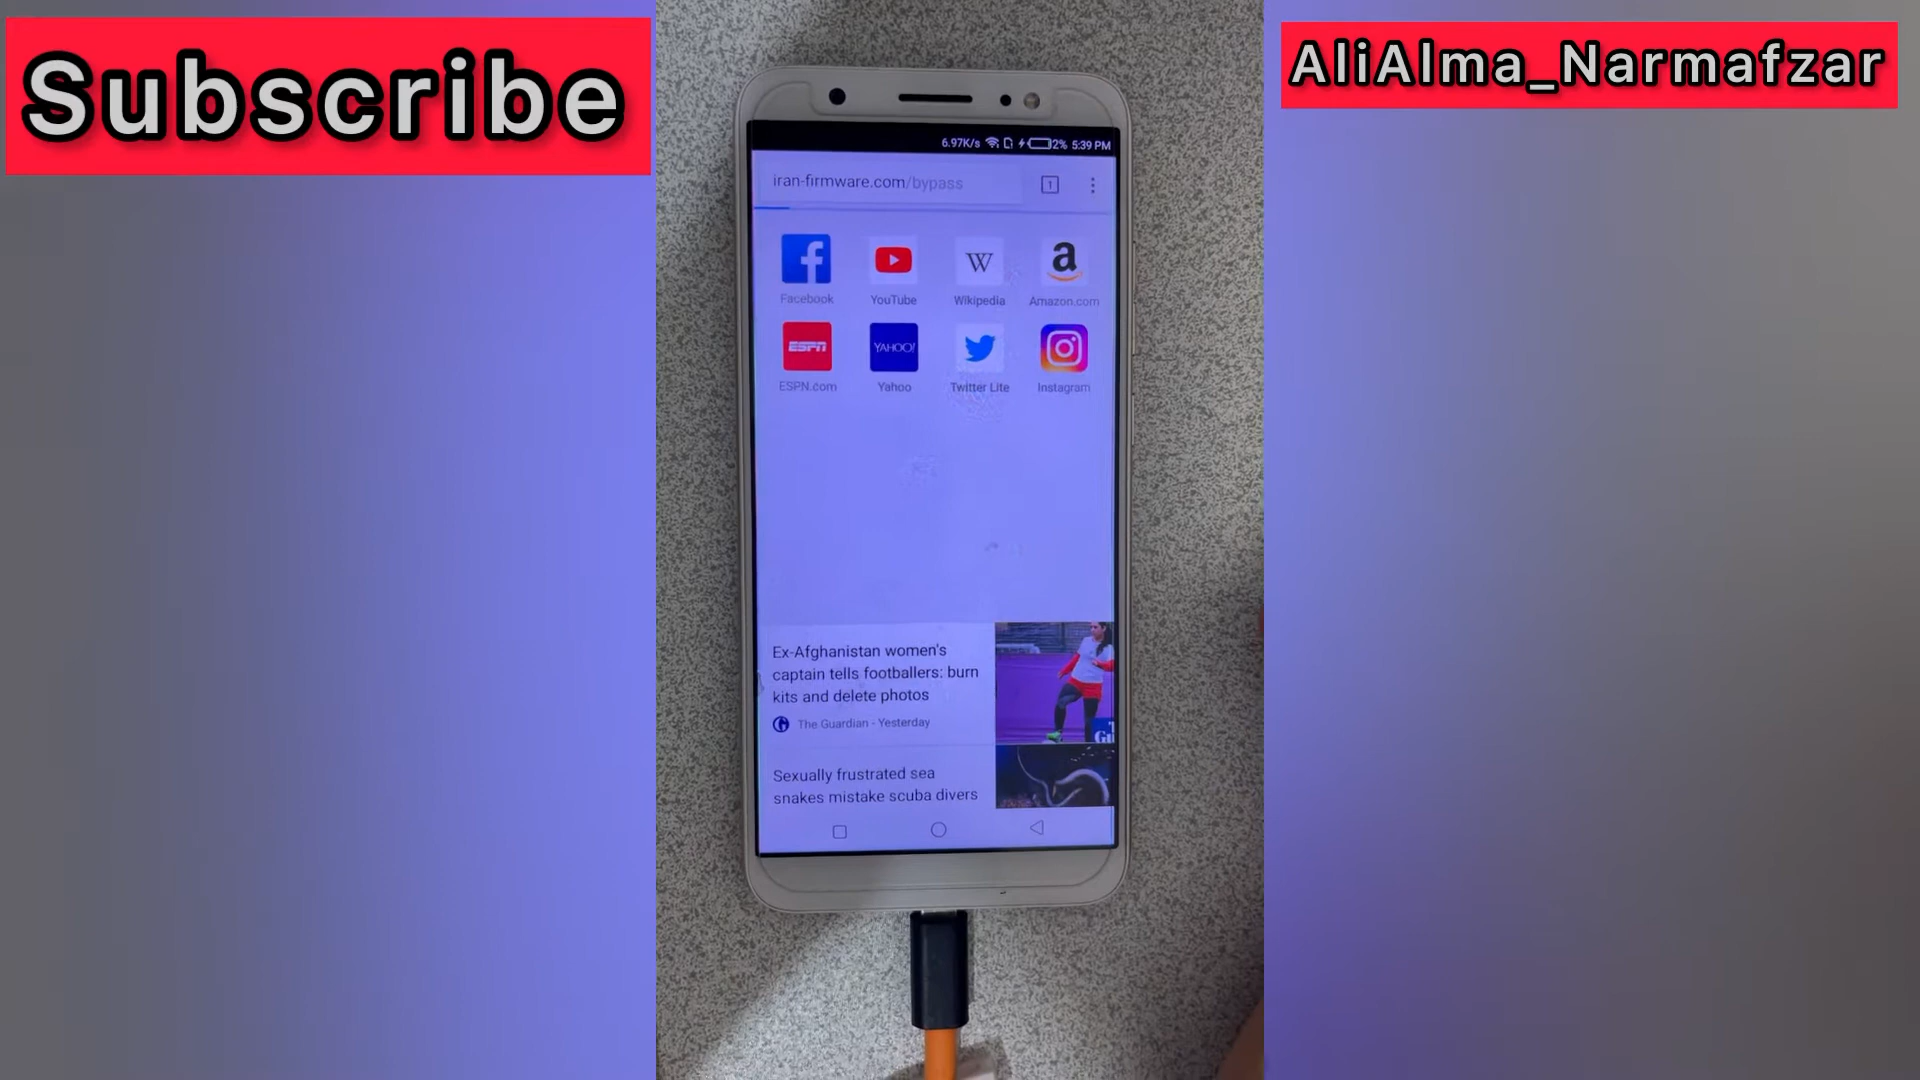 Subscribe
AliAlma_Narmafzar
6.97K/s 2% 5:39 PM
iran-firmware.com/bypass
1
Facebook
YouTube
W
Wikipedia
a
Amazon.com
ESPN
ESPN.com
YAHOO!
Yahoo
Twitter Lite
Instagram
Ex-Afghanistan women's
captain tells footballers: burn
kits and delete photos
The Guardian - Yesterday
Sexually frustrated sea
snakes mistake scuba divers